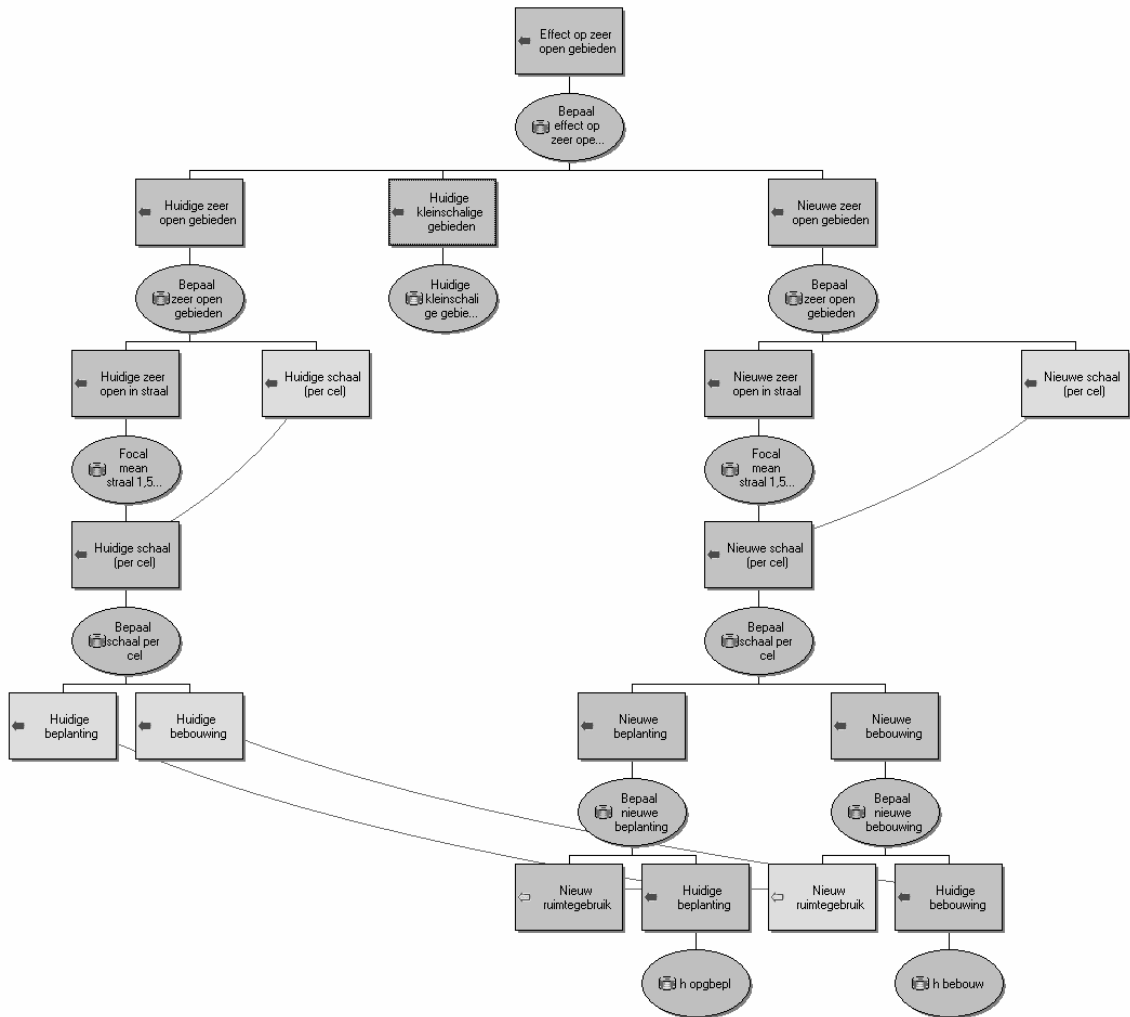 Effect op zeer
open gebieden
Bepaal
effect op
zeer ope...
Huidige zeer
open gebieden
Huidige
kleinschalige
gebieden
Nieuwe zeer
open gebieden
Bepaal
zeer open
gebieden
Huidige
kleinschali
ge gebie...
Bepaal
zeer open
gebieden
Huidige zeer
open in straal
Huidige schaal
(per cel)
Nieuwe zeer
open in straal
Nieuwe schaal
(per cel)
Focal
mean
straal 1,5...
Focal
mean
straal 1,5...
Huidige schaal
(per cel)
Nieuwe schaal
(per cel)
Bepaal
schaal per
cel
Bepaal
schaal per
cel
Huidige
beplanting
Huidige
bebouwing
Nieuwe
beplanting
Nieuwe
bebouwing
Bepaal
nieuwe
beplanting
Bepaal
nieuwe
bebouwing
Nieuw
ruimtegebruik
Huidige
beplanting
Nieuw
ruimtegebruik
Huidige
bebouwing
h opgbepl
h bebouw